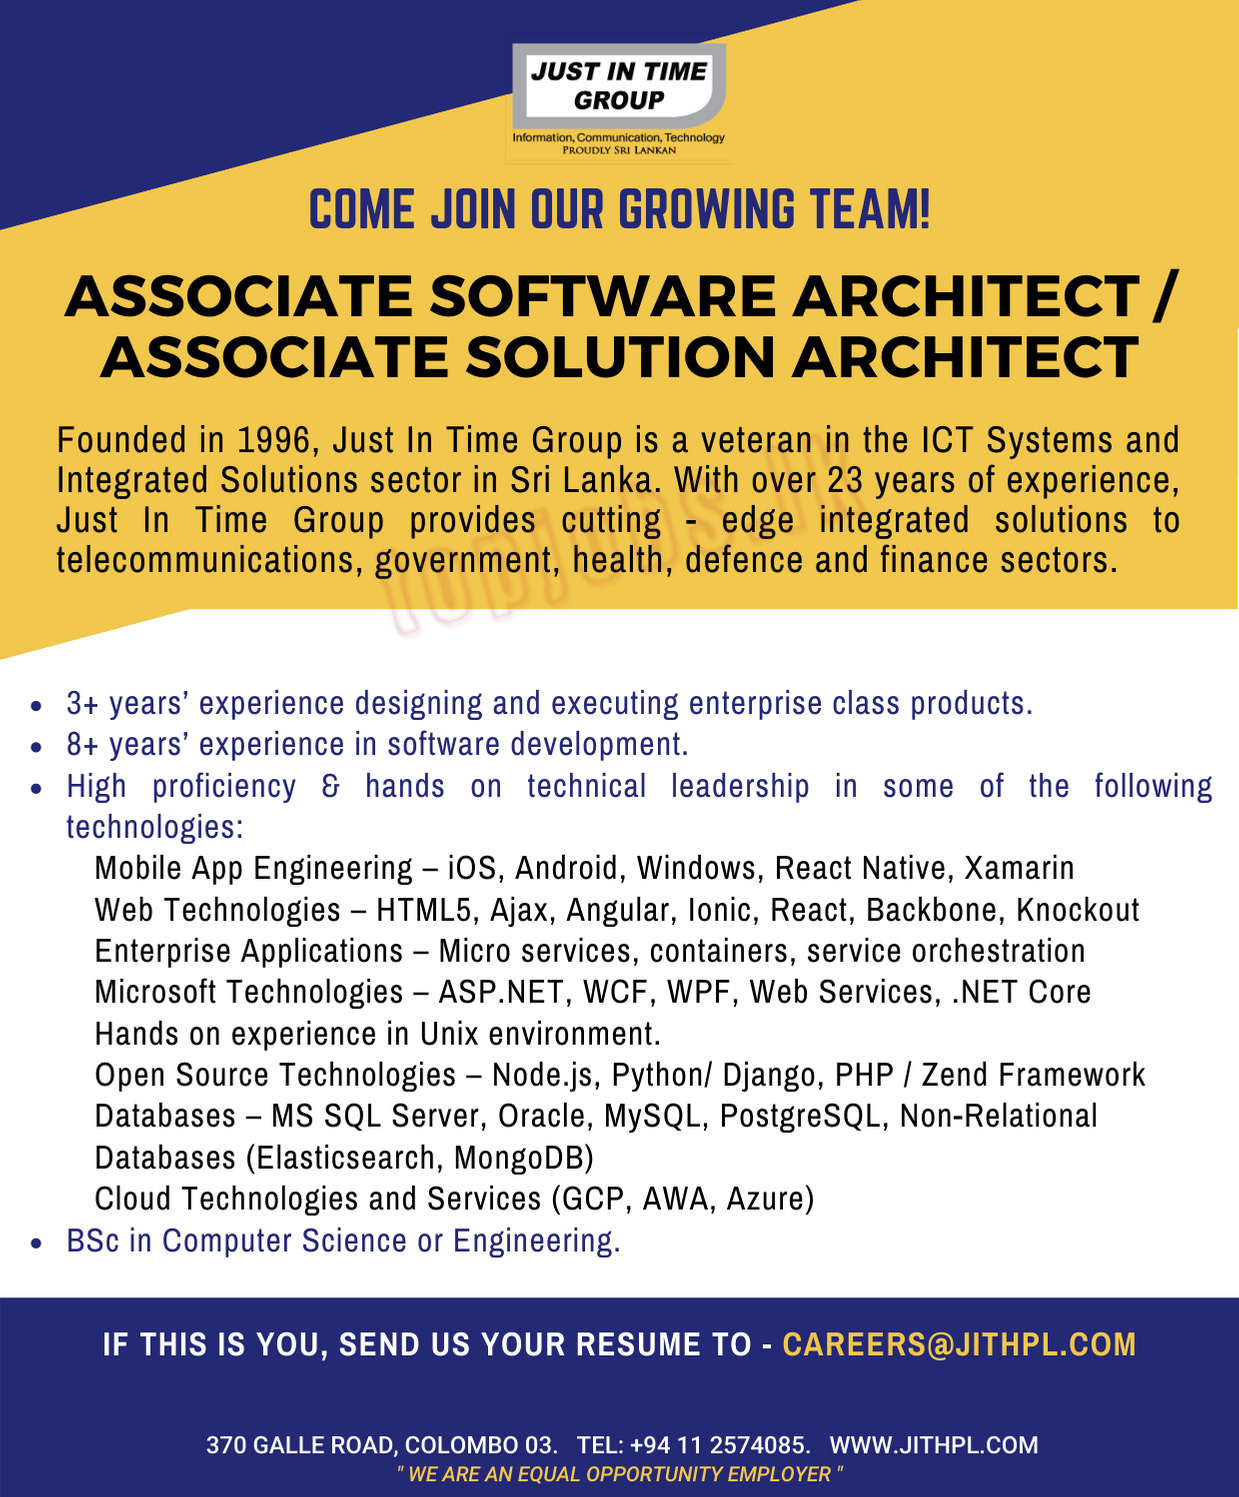 JUST IN TIME
GROUP
Information, Communication, Technology
PROUDLY SRI LANKAN
COME JOIN OUR GROWING TEAM!
ASSOCIATE SOFTWARE ARCHITECT /
ASSOCIATE SOLUTION ARCHITECT
Founded in 1996, Just In Time Group is a veteran in the ICT Systems and
Integrated Solutions sector in Sri Lanka. With over 23 years of experience,
Just In Time Group provides cutting - edge integrated solutions to
telecommunications, government, health, defence and finance sectors.
topjobs.lk
• 3+ years’ experience designing and executing enterprise class products.
• 8+ years’ experience in software development.
• High proficiency & hands on technical leadership in some of the following
technologies:
Mobile App Engineering – iOS, Android, Windows, React Native, Xamarin
Web Technologies – HTML5, Ajax, Angular, Ionic, React, Backbone, Knockout
Enterprise Applications – Micro services, containers, service orchestration
Microsoft Technologies – ASP.NET, WCF, WPF, Web Services, .NET Core
Hands on experience in Unix environment.
Open Source Technologies – Node.js, Python/ Django, PHP / Zend Framework
Databases – MS SQL Server, Oracle, MySQL, PostgreSQL, Non-Relational
Databases (Elasticsearch, MongoDB)
Cloud Technologies and Services (GCP, AWA, Azure)
• BSc in Computer Science or Engineering.
IF THIS IS YOU, SEND US YOUR RESUME TO - CAREERS@JITHPL.COM
370 GALLE ROAD, COLOMBO 03. TEL: +94 11 2574085. WWW.JITHPL.COM
" WE ARE AN EQUAL OPPORTUNITY EMPLOYER "